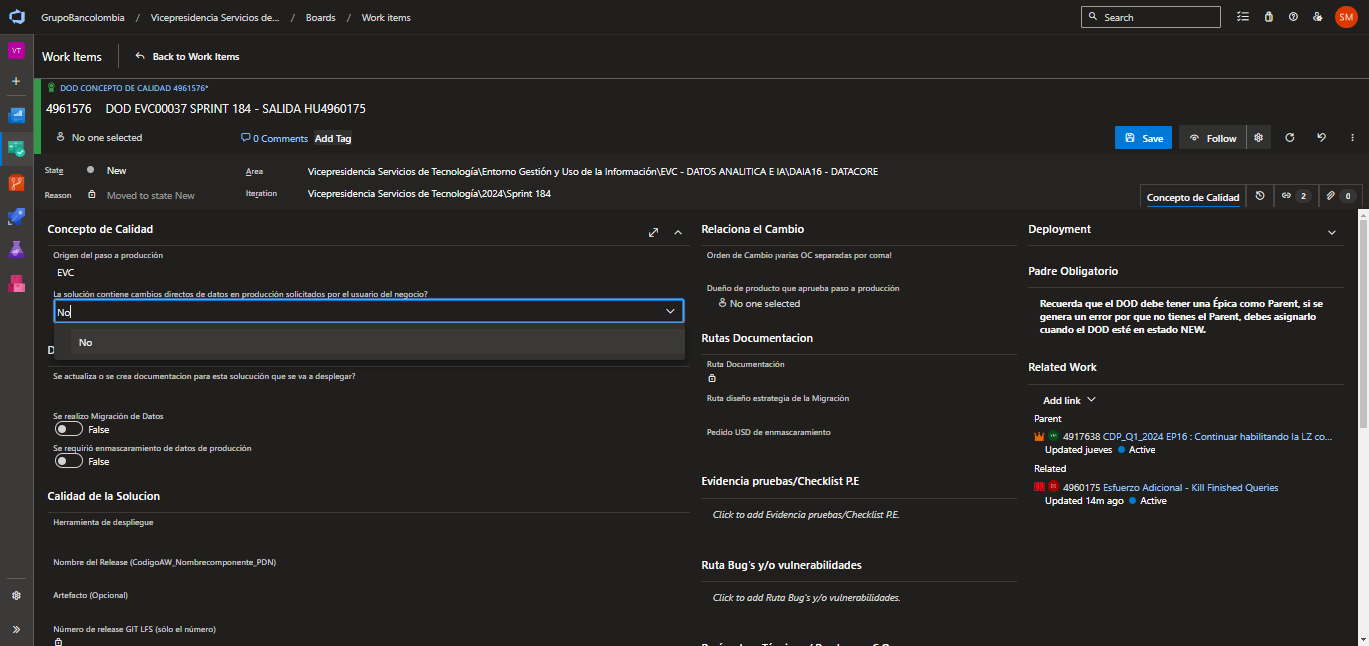 GrupoBancolombia / Vicepresidencia Servicios de... / Boards / Work items
Search
SM
VT
Work Items
Back to Work Items
DOD CONCEPTO DE CALIDAD 4961576*
4961576 DOD EVC00037 SPRINT 184 - SALIDA HU4960175
No one selected
0 Comments
Add Tag
Save
Follow
State
New
Area
Vicepresidencia Servicios de Tecnología\Entorno Gestión y Uso de la Información\EVC - DATOS ANALITICA E IA\DAIA16 - DATACORE
Reason
Moved to state New
Iteration
Vicepresidencia Servicios de Tecnología\2024\Sprint 184
Concepto de Calidad
2
0
Concepto de Calidad
Origen del paso a producción
EVC
La solución contiene cambios directos de datos en producción solicitados por el usuario del negocio?
No
No
D
Se actualiza o se crea documentacion para esta solucución que se va a desplegar?
Se realizo Migración de Datos
False
Se requirió enmascaramiento de datos de producción
False
Calidad de la Solucion
Herramienta de despliegue
Nombre del Release (CodigoAW_Nombrecomponente_PDN)
Artefacto (Opcional)
Número de release GIT LFS (sólo el número)
Relaciona el Cambio
Orden de Cambio ¡varias OC separadas por coma!
Dueño de producto que aprueba paso a producción
No one selected
Rutas Documentacion
Ruta Documentación
Ruta diseño estrategia de la Migración
Pedido USD de enmascaramiento
Evidencia pruebas/Checklist P.E
Click to add Evidencia pruebas/Checklist P.E.
Ruta Bug's y/o vulnerabilidades
Click to add Ruta Bug's y/o vulnerabilidades.
Deployment
Padre Obligatorio
Recuerda que el DOD debe tener una Épica como Parent, si se
genera un error por que no tienes el Parent, debes asignarlo
cuando el DOD esté en estado NEW.
Related Work
Add link
Parent
4917638 CDP_Q1_2024 EP16 : Continuar habilitando la LZ co...
Updated jueves Active
Related
4960175 Esfuerzo Adicional - Kill Finished Queries
Updated 14m ago Active